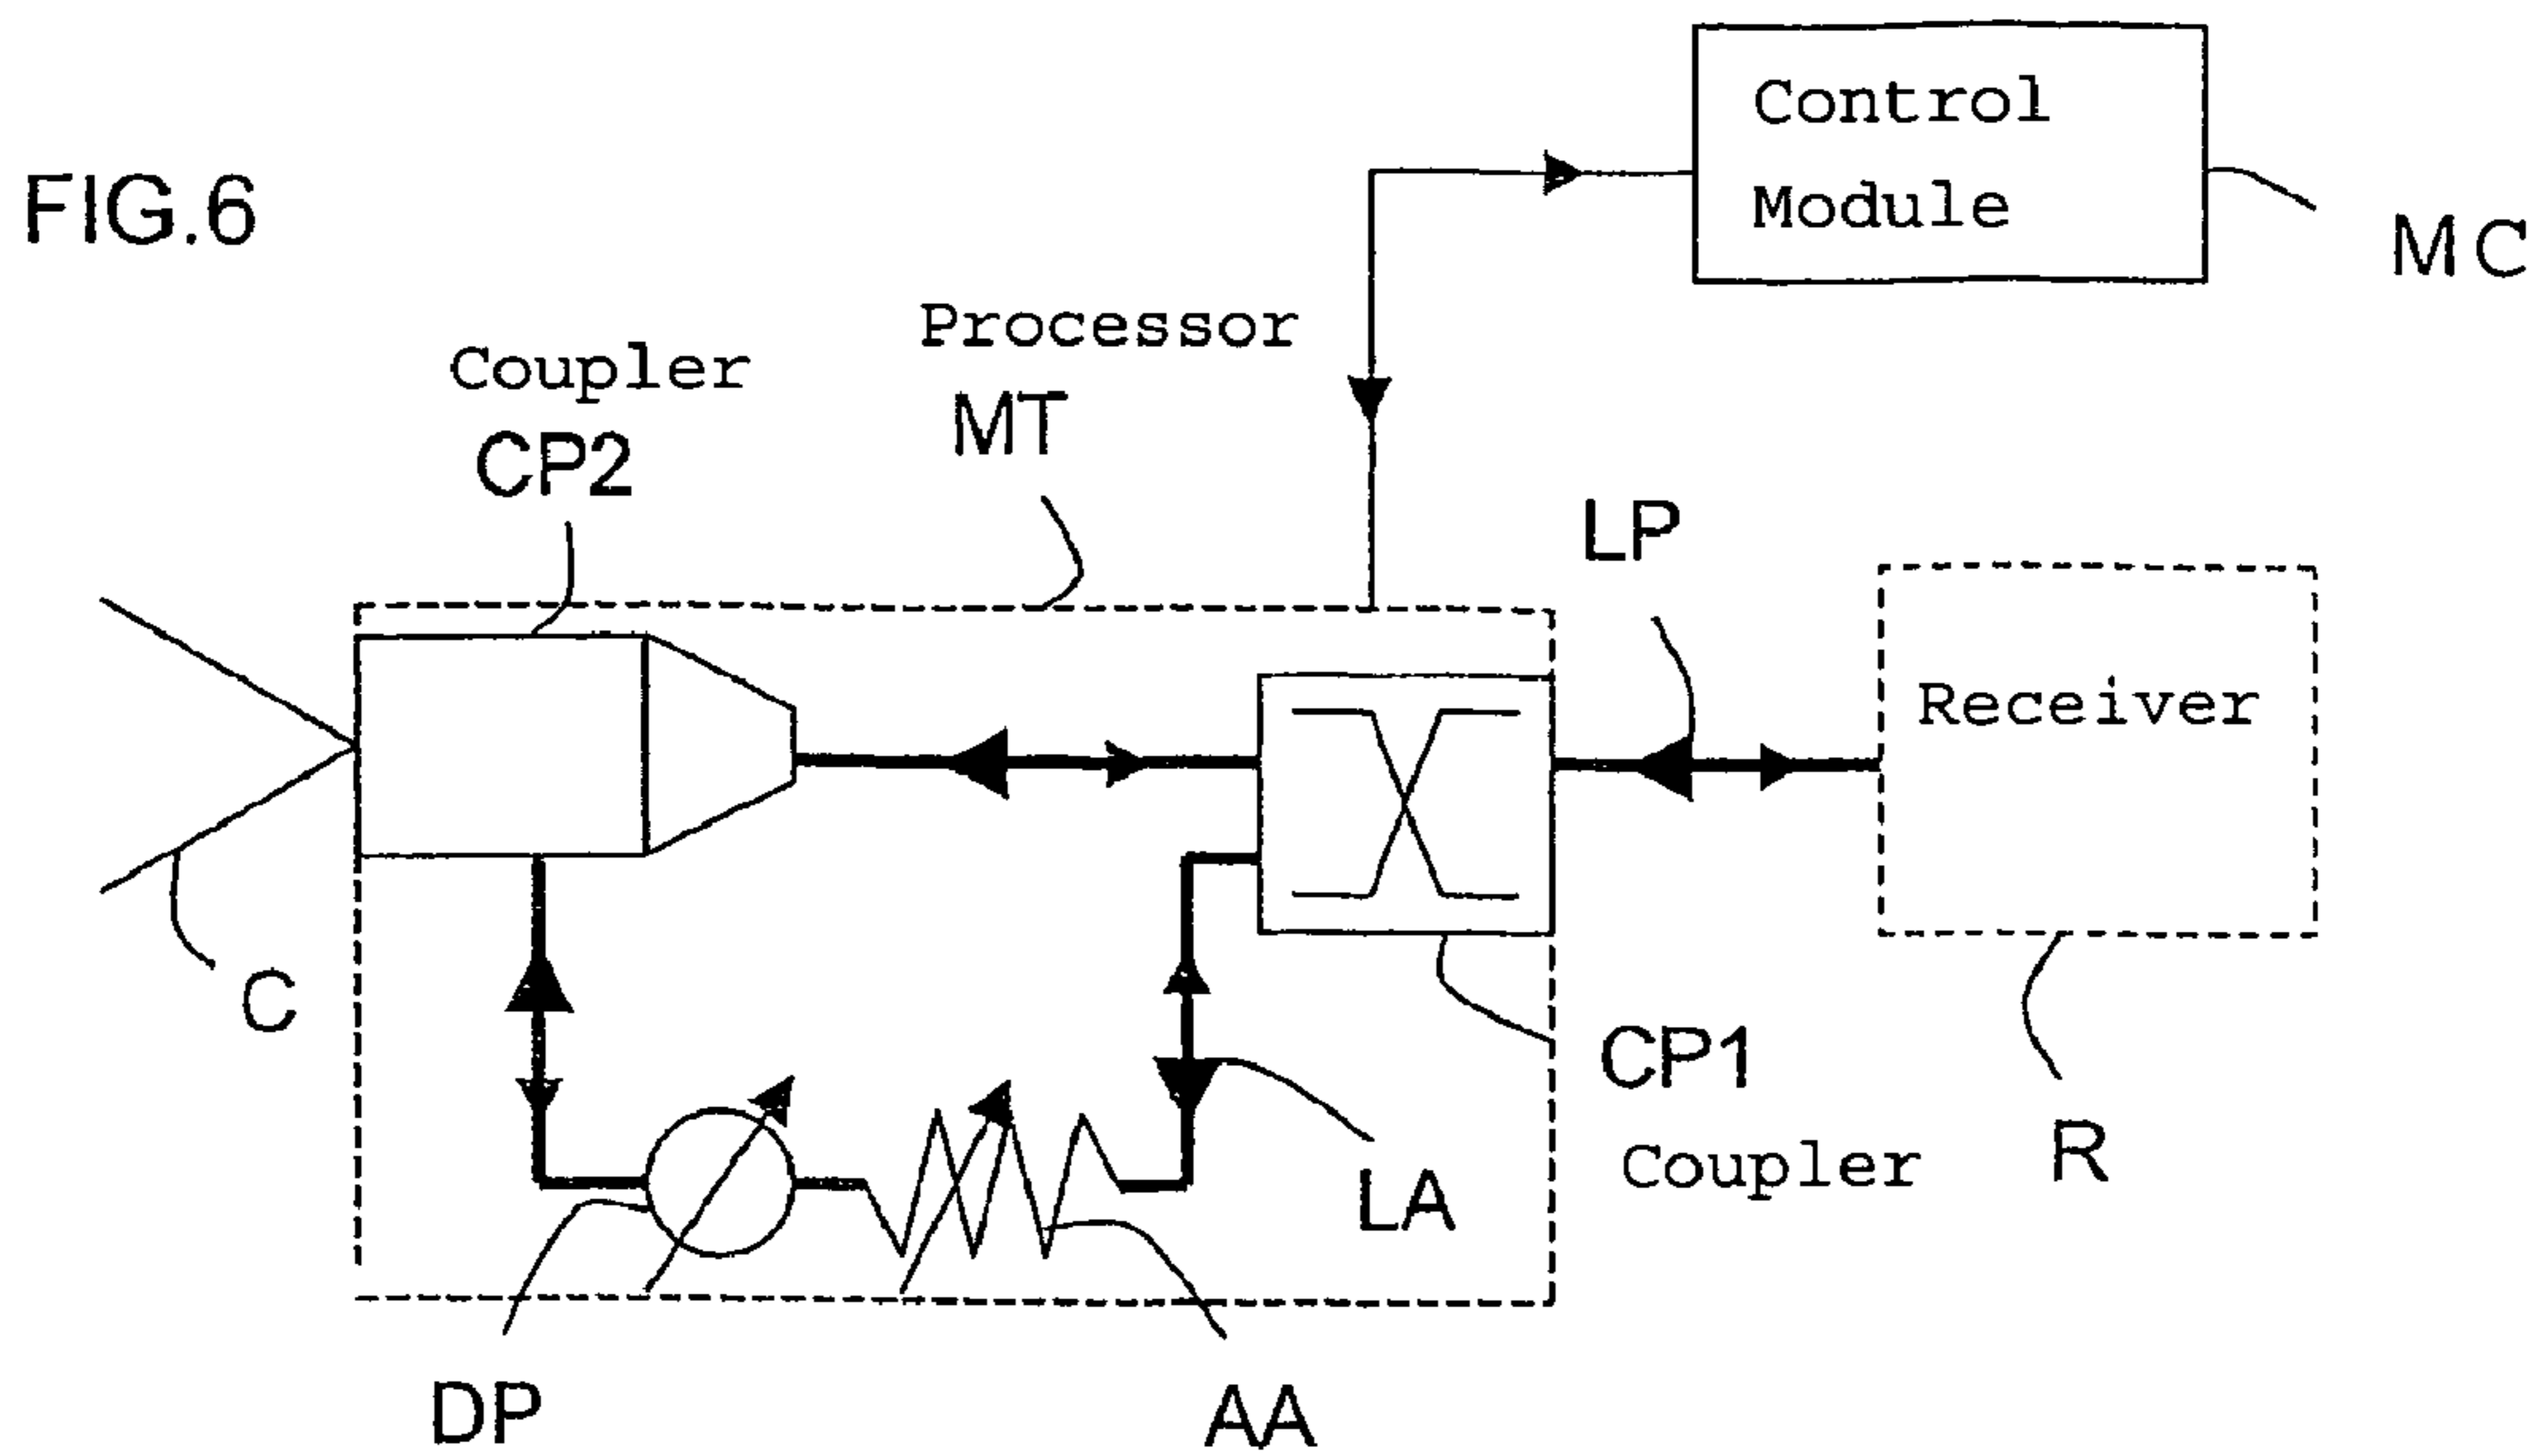 FIG.6
Control
Module
MC
Processor
MT
Coupler
CP2
LP
Receiver
C
CP1
Coupler
LA
R
DP
AA